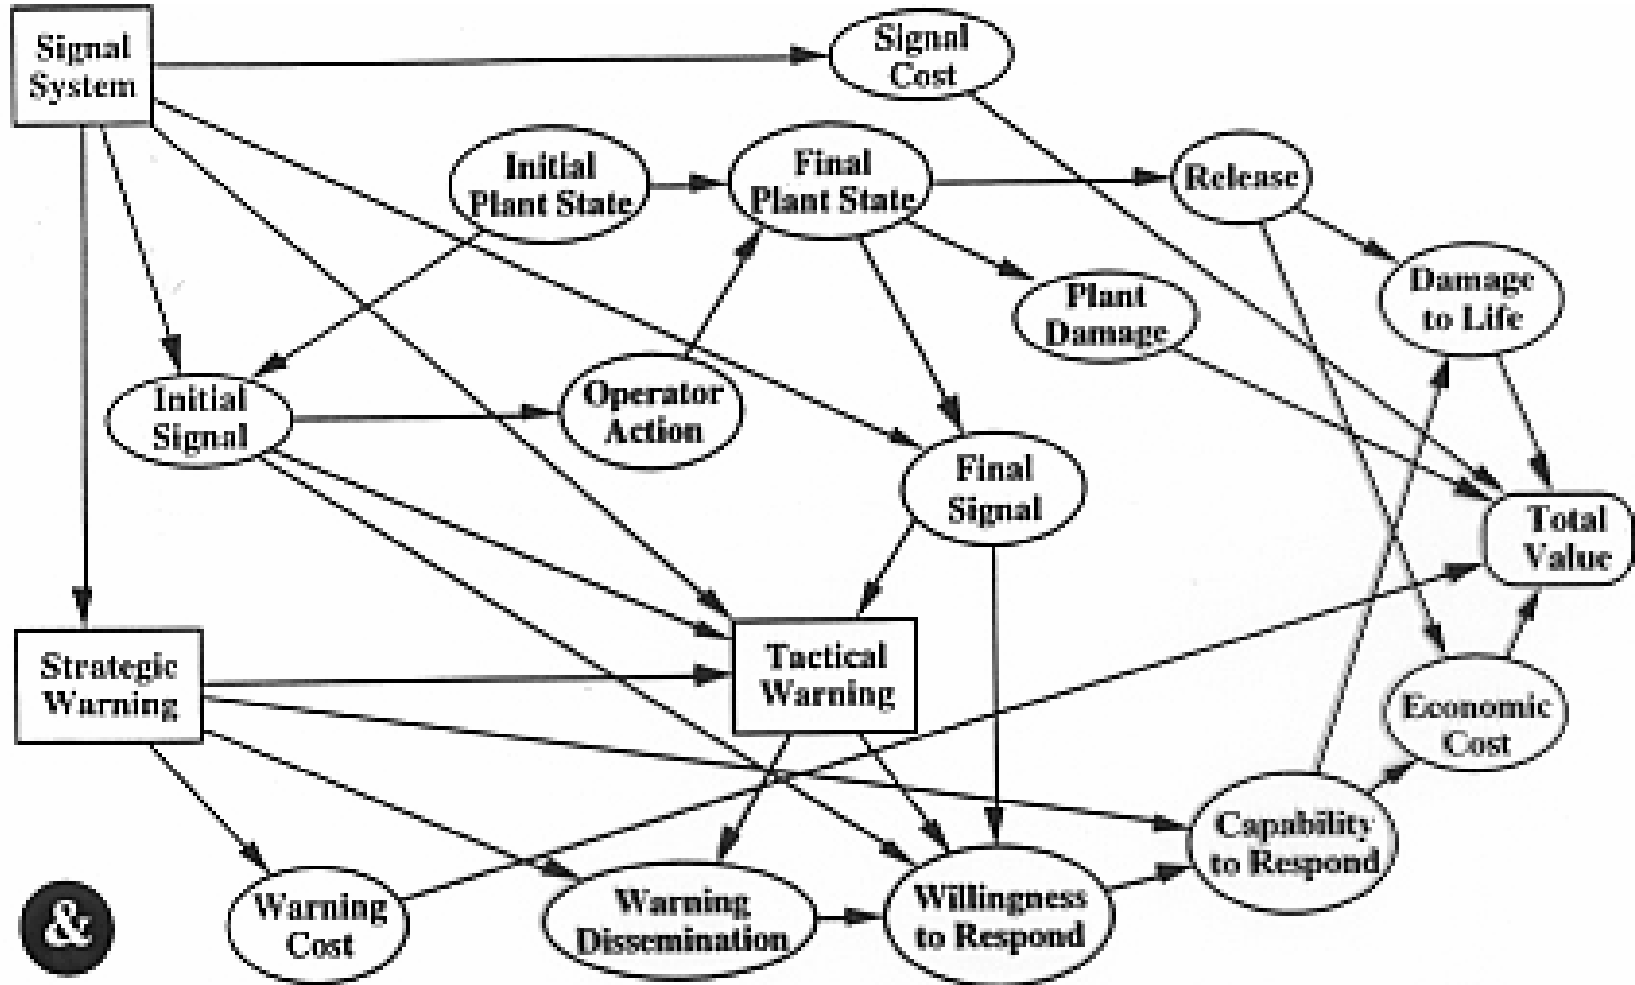 Signal
System
Signal
Cost
Initial
Plant State
Final
Plant State
Release
Damage
to Life
Plant
Damage
Initial
Signal
Operator
Action
Final
Signal
Total
Value
Strategic
Warning
Tactical
Warning
Economic
Cost
Capability
to Respond
Warning
Cost
Warning
Dissemination
Willingness
to Respond
&